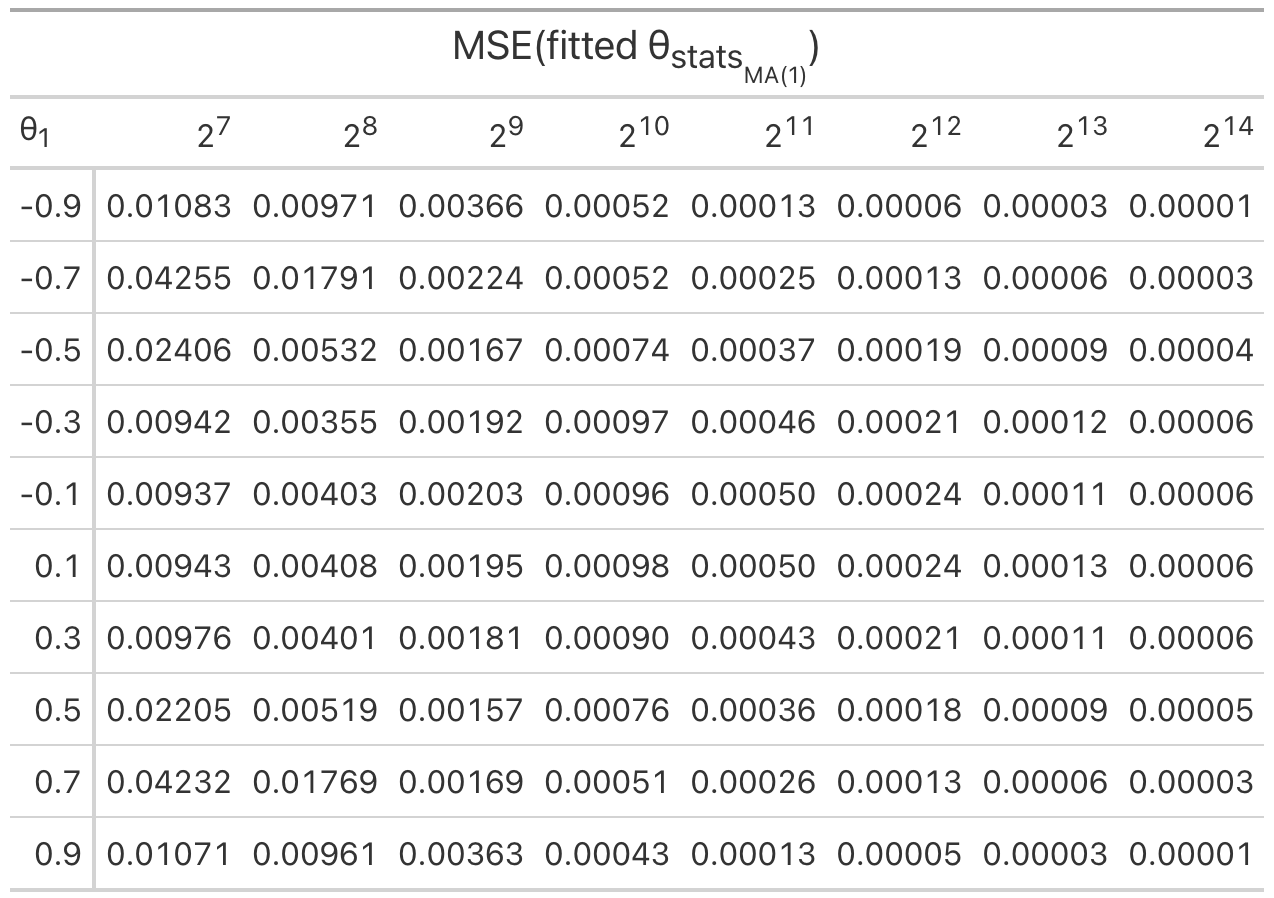 MSE(fitted θstatsMA(1))
θ1 2^7 2^8 2^9 2^10 2^11 2^12 2^13 2^14
-0.9 0.01083 0.00971 0.00366 0.00052 0.00013 0.00006 0.00003 0.00001
-0.7 0.04255 0.01791 0.00224 0.00052 0.00025 0.00013 0.00006 0.00003
-0.5 0.02406 0.00532 0.00167 0.00074 0.00037 0.00019 0.00009 0.00004
-0.3 0.00942 0.00355 0.00192 0.00097 0.00046 0.00021 0.00012 0.00006
-0.1 0.00937 0.00403 0.00203 0.00096 0.00050 0.00024 0.00011 0.00006
0.1 0.00943 0.00408 0.00195 0.00098 0.00050 0.00024 0.00013 0.00006
0.3 0.00976 0.00401 0.00181 0.00090 0.00043 0.00021 0.00011 0.00006
0.5 0.02205 0.00519 0.00157 0.00076 0.00036 0.00018 0.00009 0.00005
0.7 0.04232 0.01769 0.00169 0.00051 0.00026 0.00013 0.00006 0.00003
0.9 0.01071 0.00961 0.00363 0.00043 0.00013 0.00005 0.00003 0.00001